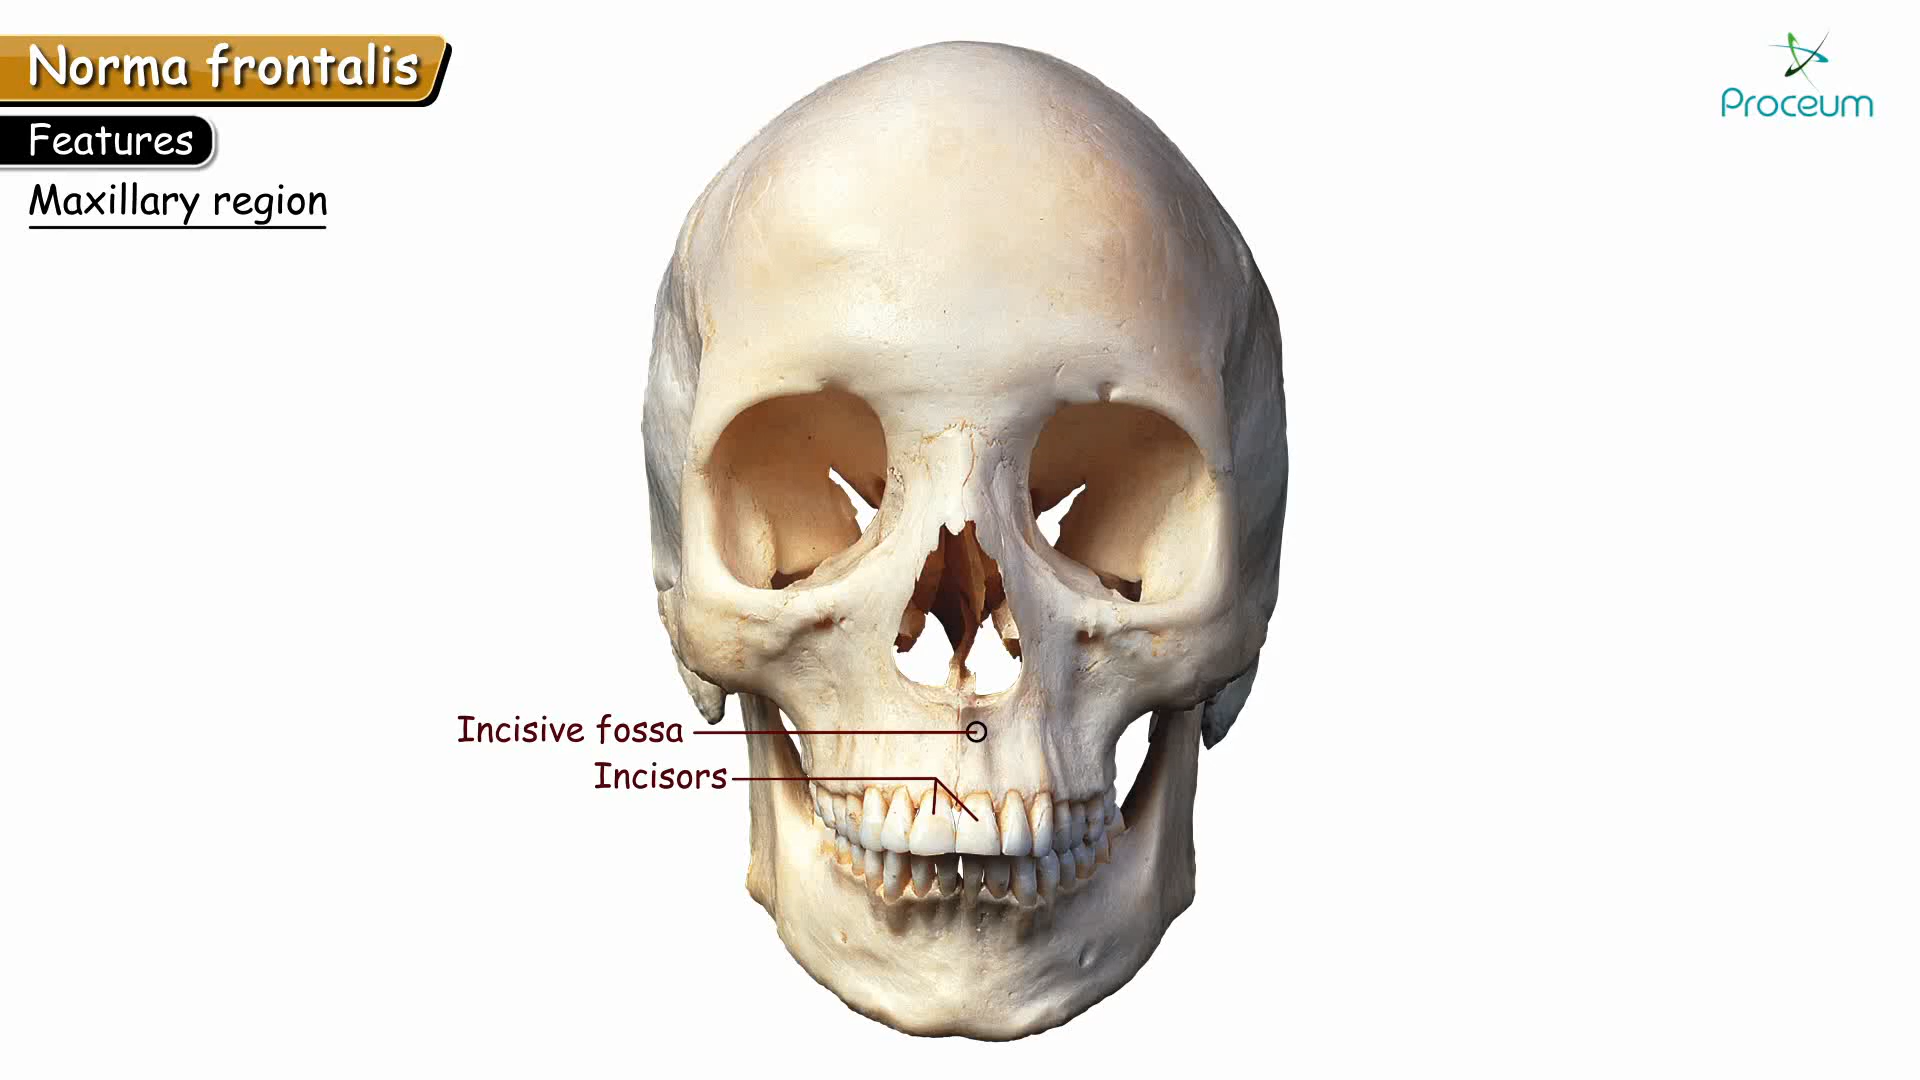 Norma frontalis
Features
Maxillary region
Proceum
Incisive fossa
Incisors